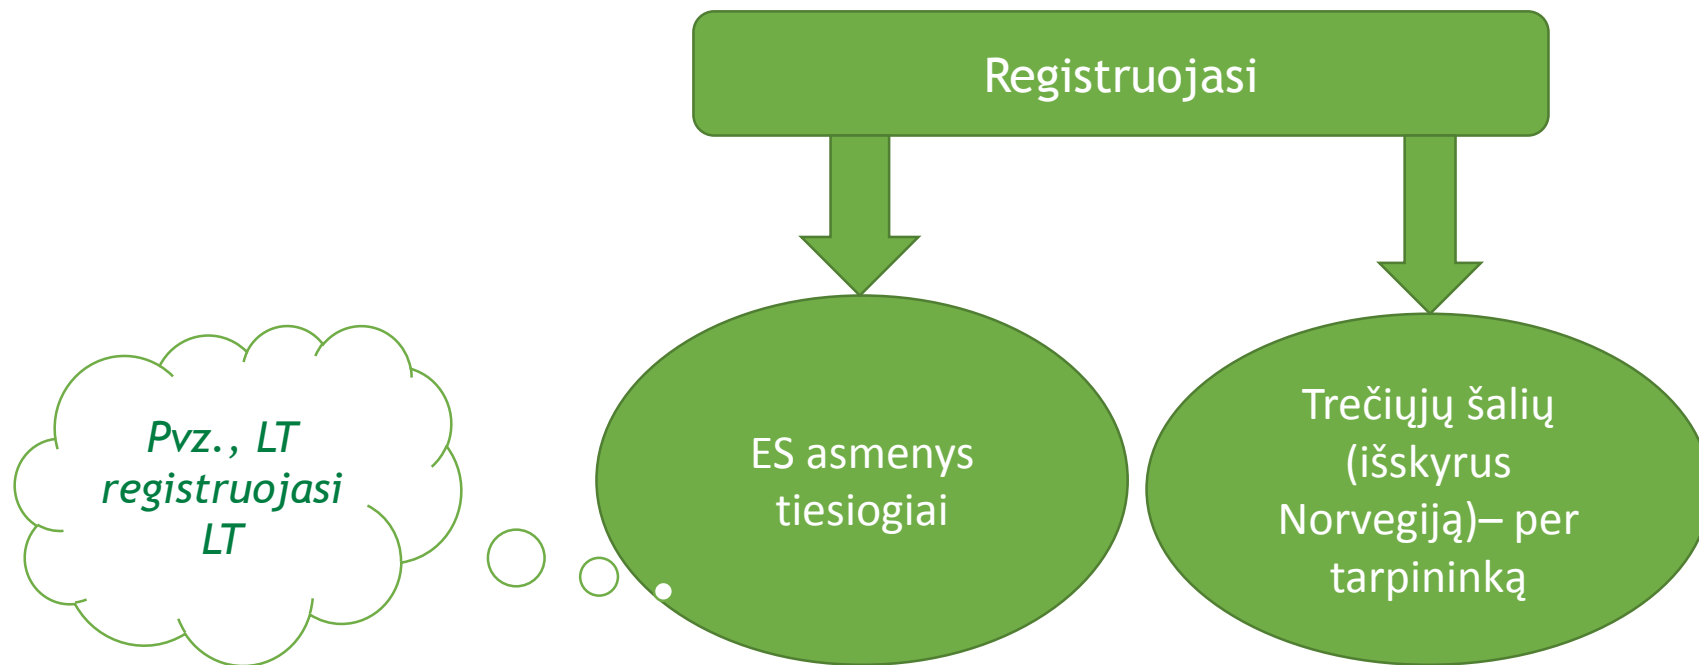 Registruojasi
Pvz., LT
registruojasi
LT
ES asmenys
tiesiogiai
Trečiųjų šalių
(išskyrus
Norvegiją)– per
tarpininką